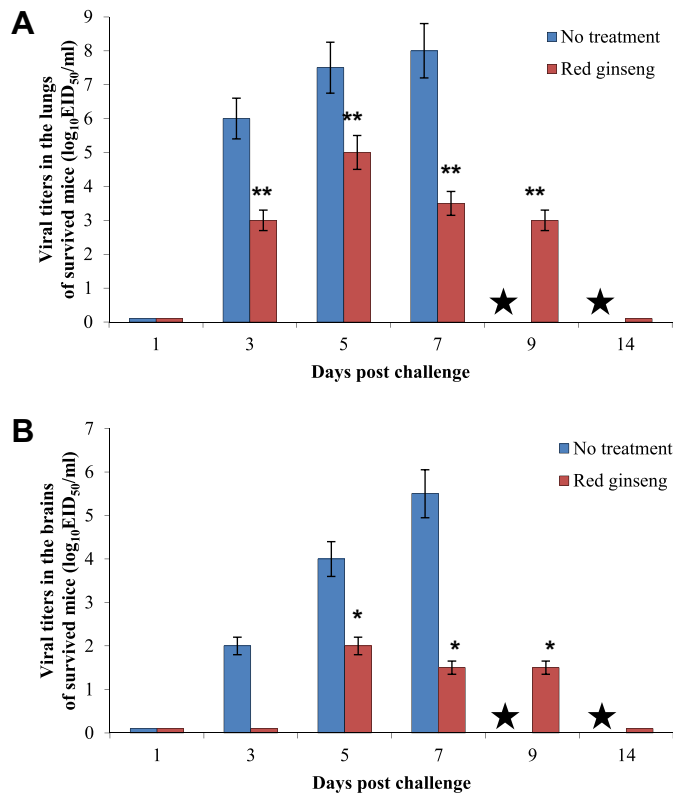 A
Viral titers in the lungs
of survived mice (log10EID50/ml)
9
8
7
6
5
4
3
2
1
0
No treatment
Red ginseng
**
**
**
**
1 3 5 7 9 14
Days post challenge
B
Viral titers in the brains
of survived mice (log10EID50/ml)
7
6
5
4
3
2
1
0
No treatment
Red ginseng
*
*
*
1 3 5 7 9 14
Days post challenge